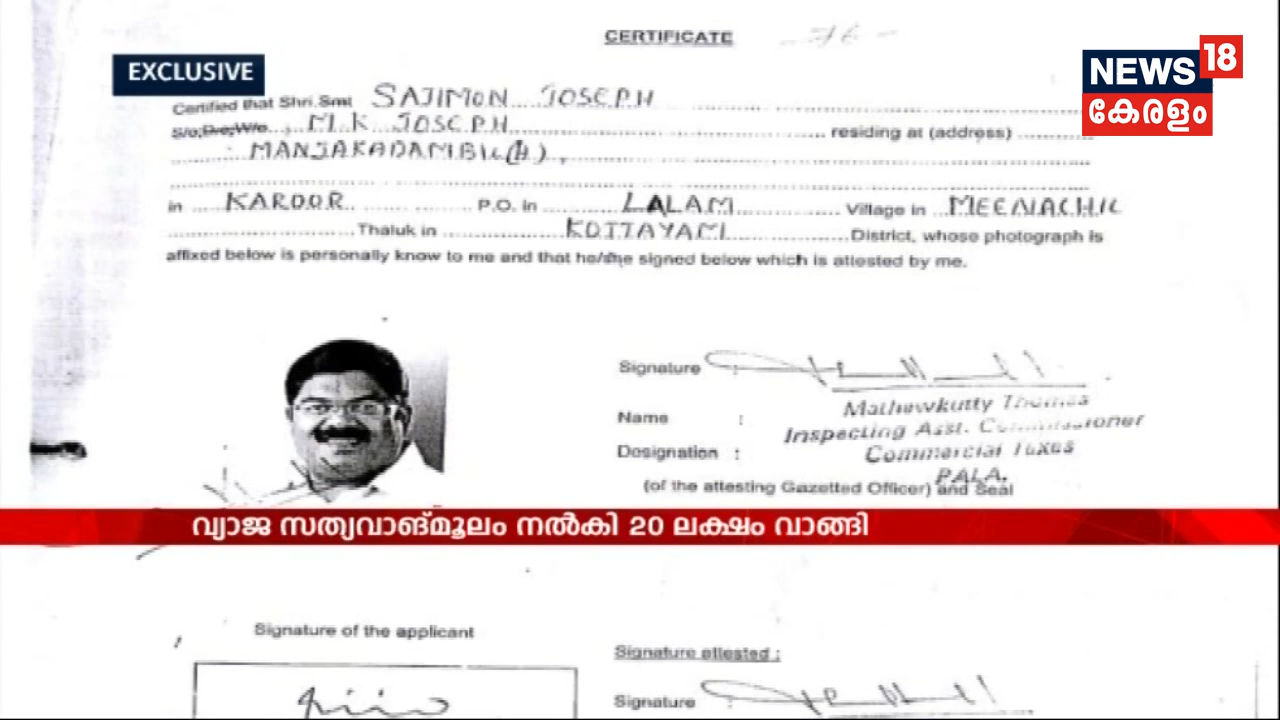 CERTIFICATE
EXCLUSIVE
NEWS 18
കേരളം
Certified that Shri.Smt SAJIMON JOSEPH
S/o,D/o,W/o M.K JOSEPH residing at (address)
MANJAKADAMBIL(H),
in KAROOR P.O. in LALAM Village in MEENACHIL
Thaluk in KOTTAYAM District, whose photograph is
affixed below is personally know to me and that he/she signed below which is attested by me.
Signature :
Name : Mathewkutty Thomas
Inspecting Asst. Commissioner
Designation : Commercial Taxes
PALA.
(of the attesting Gazetted Officer) and Seal
വ്യാജ സത്യവാങ്മൂലം നൽകി 20 ലക്ഷം വാങ്ങി
Signature of the applicant
Signature attested :
Signature